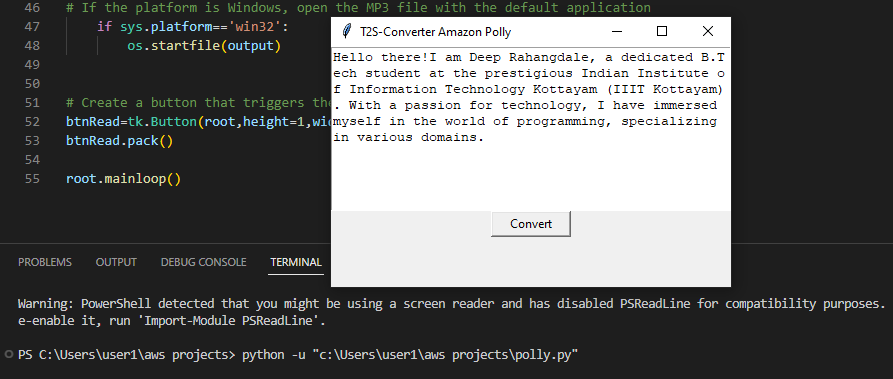 46 # If the platform is Windows, open the MP3 file with the default application
47 if sys.platform=='win32':
48 os.startfile(output)
49
50
51 # Create a button that triggers the
52 btnRead=tk.Button(root,height=1,wid
53 btnRead.pack()
54
55 root.mainloop()
T2S-Converter Amazon Polly
Hello there!I am Deep Rahangdale, a dedicated B.T
ech student at the prestigious Indian Institute o
f Information Technology Kottayam (IIIT Kottayam)
. With a passion for technology, I have immersed
myself in the world of programming, specializing
in various domains.
Convert
PROBLEMS OUTPUT DEBUG CONSOLE TERMINAL
Warning: PowerShell detected that you might be using a screen reader and has disabled PSReadLine for compatibility purposes.
e-enable it, run 'Import-Module PSReadLine'.
PS C:\Users\user1\aws projects> python -u "c:\Users\user1\aws projects\polly.py"